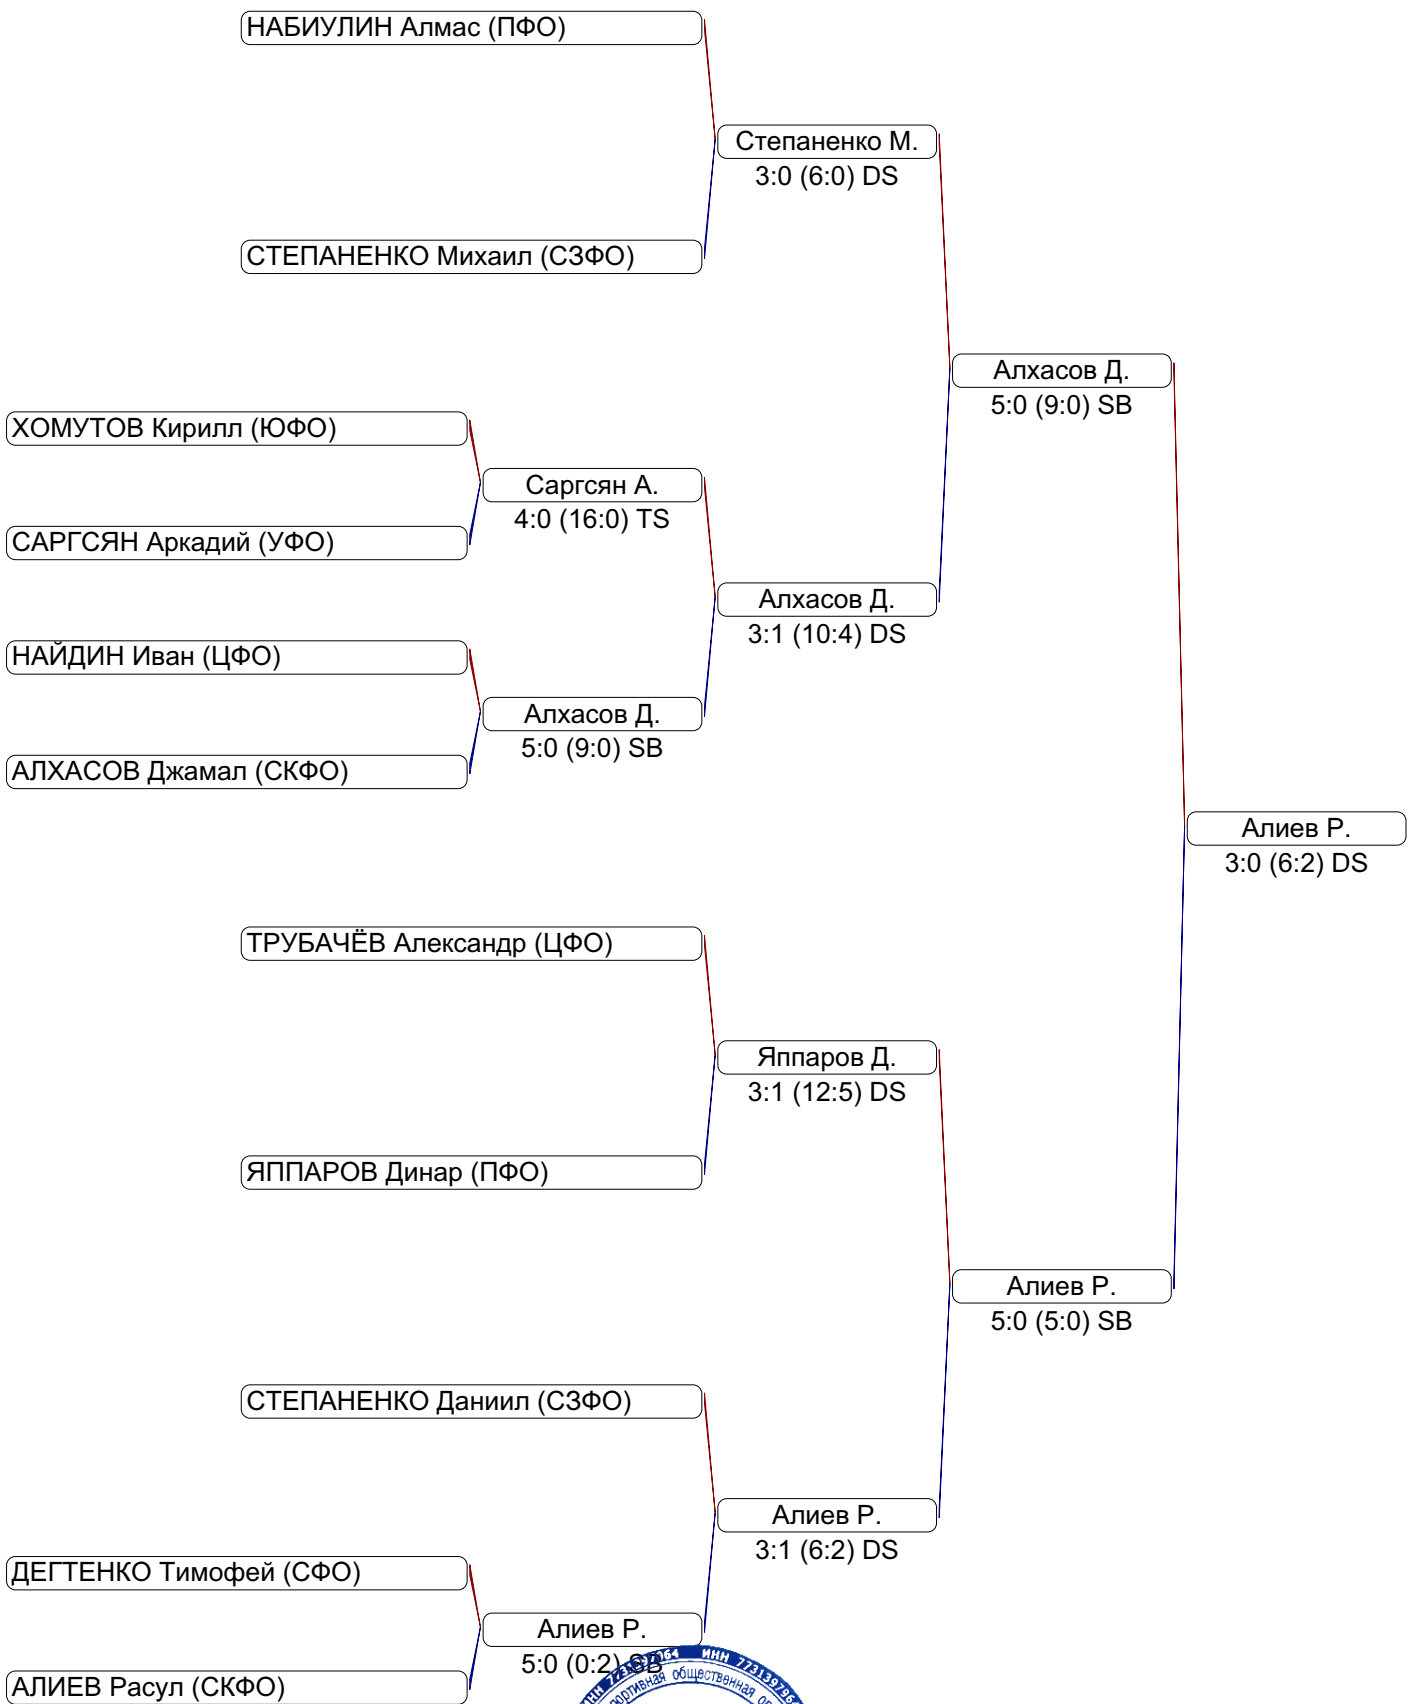 НАБИУЛИН Алмас (ПФО)
Степаненко М.
3:0 (6:0) DS
СТЕПАНЕНКО Михаил (СЗФО)
Алхасов Д.
5:0 (9:0) SB
ХОМУТОВ Кирилл (ЮФО)
Саргсян А.
4:0 (16:0) TS
САРГСЯН Аркадий (УФО)
Алхасов Д.
3:1 (10:4) DS
НАЙДИН Иван (ЦФО)
Алхасов Д.
5:0 (9:0) SB
АЛХАСОВ Джамал (СКФО)
Алиев Р.
3:0 (6:2) DS
ТРУБАЧЁВ Александр (ЦФО)
Яппаров Д.
3:1 (12:5) DS
ЯППАРОВ Динар (ПФО)
Алиев Р.
5:0 (5:0) SB
СТЕПАНЕНКО Даниил (СЗФО)
Алиев Р.
3:1 (6:2) DS
ДЕГТЕНКО Тимофей (СФО)
Алиев Р.
5:0 (0:2) SB
АЛИЕВ Расул (СКФО)
ИНН
общественная